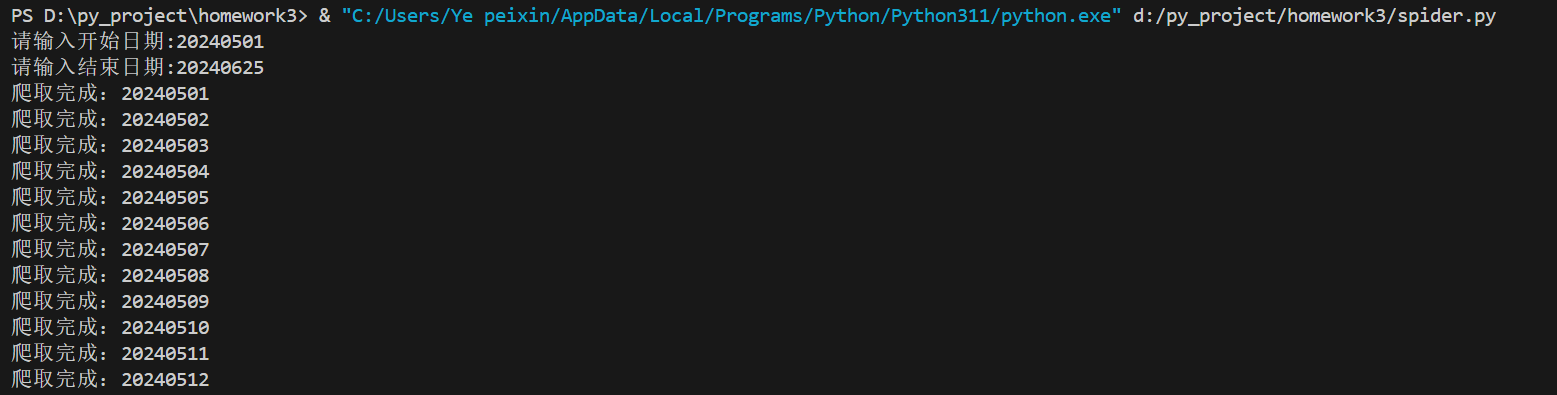 PS D:\py_project\homework3> & "C:/Users/Ye peixin/AppData/Local/Programs/Python/Python311/python.exe" d:/py_project/homework3/spider.py
请输入开始日期:20240501
请输入结束日期:20240625
爬取完成：20240501
爬取完成：20240502
爬取完成：20240503
爬取完成：20240504
爬取完成：20240505
爬取完成：20240506
爬取完成：20240507
爬取完成：20240508
爬取完成：20240509
爬取完成：20240510
爬取完成：20240511
爬取完成：20240512